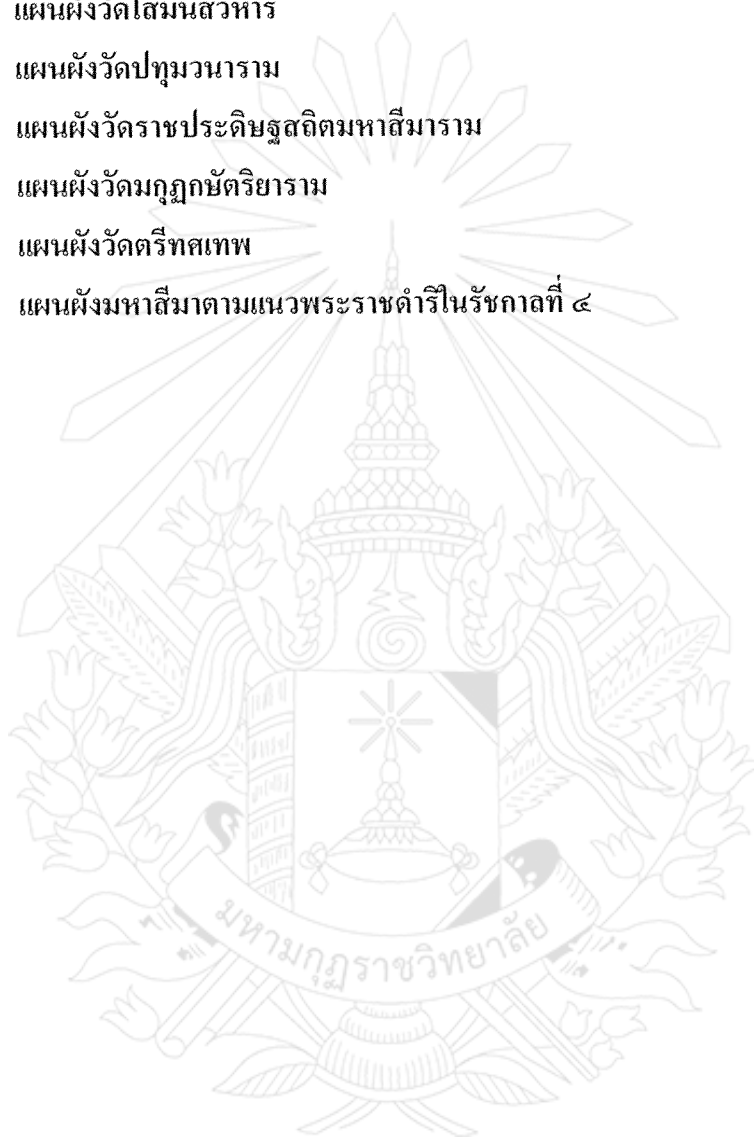 แผนผังวัดโสมนัสวิหาร
แผนผังวัดปทุมวนาราม
แผนผังวัดราชประดิษฐสถิตมหาสีมาราม
แผนผังวัดมกุฏกษัตริยาราม
แผนผังวัดตรีทศเทพ
แผนผังมหาสีมาตามแนวพระราชดำริในรัชกาลที่ ๔
มหามกุฏราชวิทยาลัย